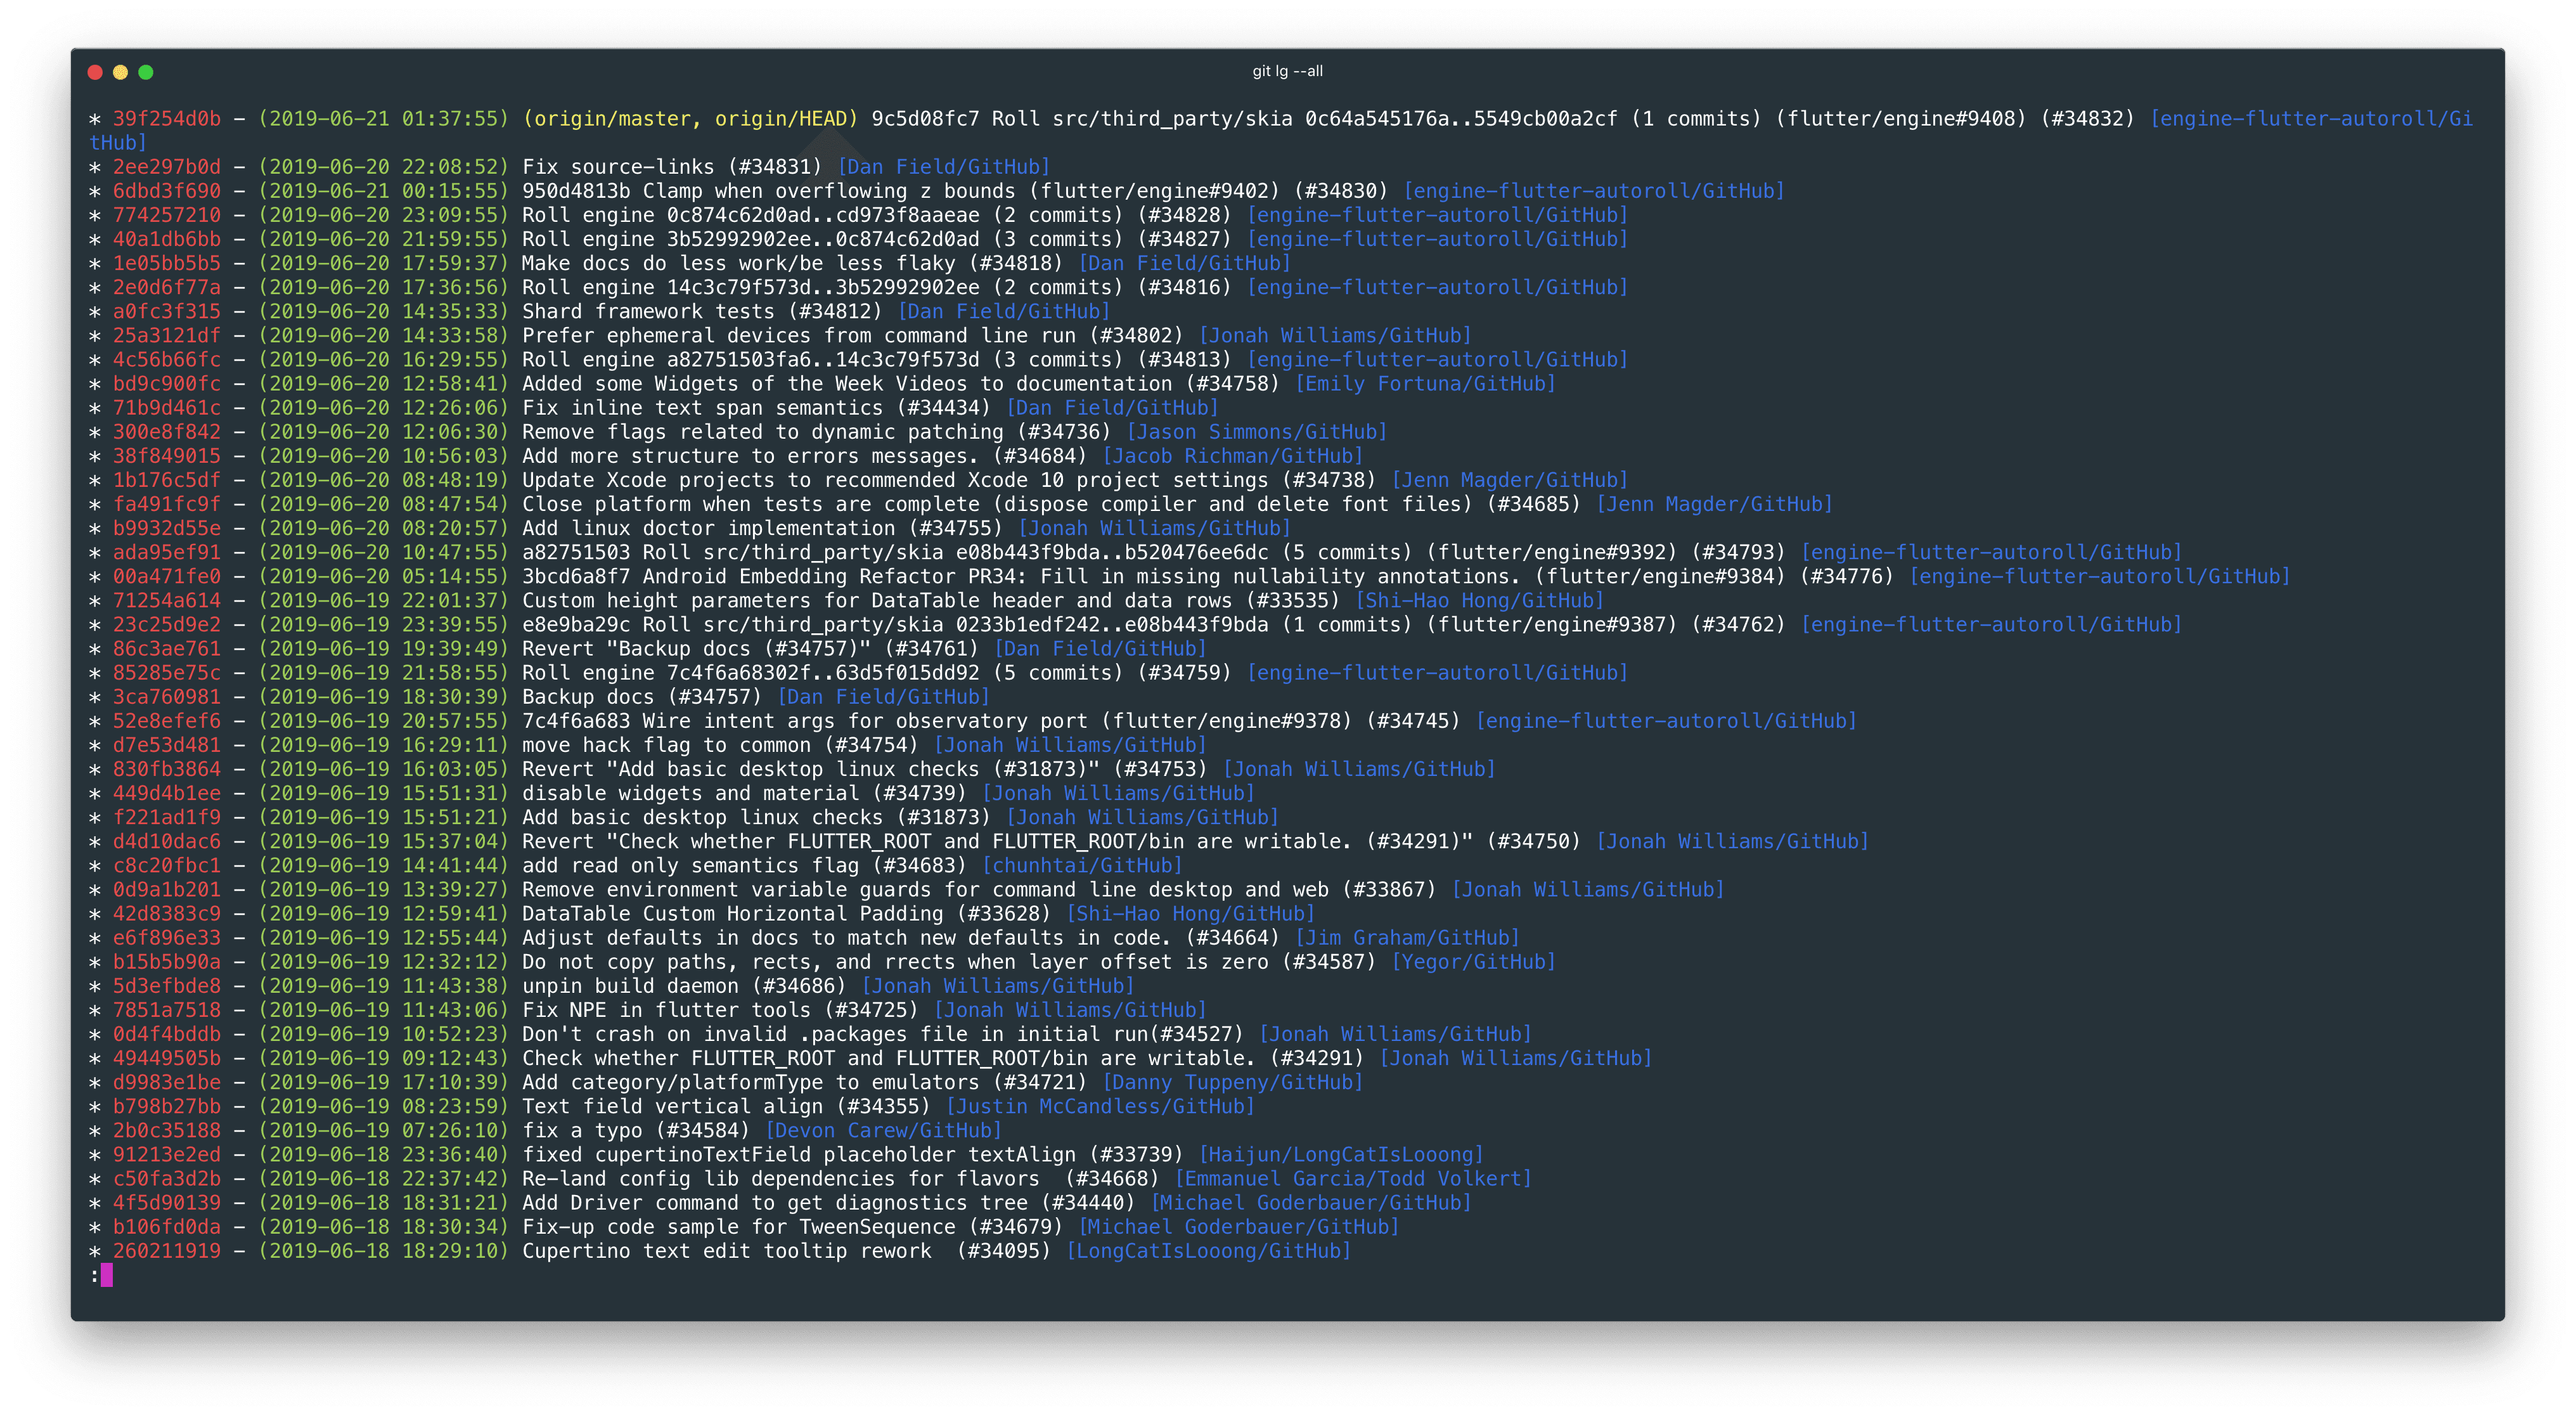 git lg --all
* 39f254d0b - (2019-06-21 01:37:55) (origin/master, origin/HEAD) 9c5d08fc7 Roll src/third_party/skia 0c64a545176a..5549cb00a2cf (1 commits) (flutter/engine#9408) (#34832) [engine-flutter-autoroll/Gi
tHub]
* 2ee297b0d - (2019-06-20 22:08:52) Fix source-links (#34831) [Dan Field/GitHub]
* 6dbd3f690 - (2019-06-21 00:15:55) 950d4813b Clamp when overflowing z bounds (flutter/engine#9402) (#34830) [engine-flutter-autoroll/GitHub]
* 774257210 - (2019-06-20 23:09:55) Roll engine 0c874c62d0ad..cd973f8aaeae (2 commits) (#34828) [engine-flutter-autoroll/GitHub]
* 40a1db6bb - (2019-06-20 21:59:55) Roll engine 3b52992902ee..0c874c62d0ad (3 commits) (#34827) [engine-flutter-autoroll/GitHub]
* 1e05bb5b5 - (2019-06-20 17:59:37) Make docs do less work/be less flaky (#34818) [Dan Field/GitHub]
* 2e0d6f77a - (2019-06-20 17:36:56) Roll engine 14c3c79f573d..3b52992902ee (2 commits) (#34816) [engine-flutter-autoroll/GitHub]
* a0fc3f315 - (2019-06-20 14:35:33) Shard framework tests (#34812) [Dan Field/GitHub]
* 25a3121df - (2019-06-20 14:33:58) Prefer ephemeral devices from command line run (#34802) [Jonah Williams/GitHub]
* 4c56b66fc - (2019-06-20 16:29:55) Roll engine a82751503fa6..14c3c79f573d (3 commits) (#34813) [engine-flutter-autoroll/GitHub]
* bd9c900fc - (2019-06-20 12:58:41) Added some Widgets of the Week Videos to documentation (#34758) [Emily Fortuna/GitHub]
* 71b9d461c - (2019-06-20 12:26:06) Fix inline text span semantics (#34434) [Dan Field/GitHub]
* 300e8f842 - (2019-06-20 12:06:30) Remove flags related to dynamic patching (#34736) [Jason Simmons/GitHub]
* 38f849015 - (2019-06-20 10:56:03) Add more structure to errors messages. (#34684) [Jacob Richman/GitHub]
* 1b176c5df - (2019-06-20 08:48:19) Update Xcode projects to recommended Xcode 10 project settings (#34738) [Jenn Magder/GitHub]
* fa491fc9f - (2019-06-20 08:47:54) Close platform when tests are complete (dispose compiler and delete font files) (#34685) [Jenn Magder/GitHub]
* b9932d55e - (2019-06-20 08:20:57) Add linux doctor implementation (#34755) [Jonah Williams/GitHub]
* ada95ef91 - (2019-06-20 10:47:55) a82751503 Roll src/third_party/skia e08b443f9bda..b520476ee6dc (5 commits) (flutter/engine#9392) (#34793) [engine-flutter-autoroll/GitHub]
* 00a471fe0 - (2019-06-20 05:14:55) 3bcd6a8f7 Android Embedding Refactor PR34: Fill in missing nullability annotations. (flutter/engine#9384) (#34776) [engine-flutter-autoroll/GitHub]
* 71254a614 - (2019-06-19 22:01:37) Custom height parameters for DataTable header and data rows (#33535) [Shi-Hao Hong/GitHub]
* 23c25d9e2 - (2019-06-19 23:39:55) e8e9ba29c Roll src/third_party/skia 0233b1edf242..e08b443f9bda (1 commits) (flutter/engine#9387) (#34762) [engine-flutter-autoroll/GitHub]
* 86c3ae761 - (2019-06-19 19:39:49) Revert "Backup docs (#34757)" (#34761) [Dan Field/GitHub]
* 85285e75c - (2019-06-19 21:58:55) Roll engine 7c4f6a68302f..63d5f015dd92 (5 commits) (#34759) [engine-flutter-autoroll/GitHub]
* 3ca760981 - (2019-06-19 18:30:39) Backup docs (#34757) [Dan Field/GitHub]
* 52e8efef6 - (2019-06-19 20:57:55) 7c4f6a683 Wire intent args for observatory port (flutter/engine#9378) (#34745) [engine-flutter-autoroll/GitHub]
* d7e53d481 - (2019-06-19 16:29:11) move hack flag to common (#34754) [Jonah Williams/GitHub]
* 830fb3864 - (2019-06-19 16:03:05) Revert "Add basic desktop linux checks (#31873)" (#34753) [Jonah Williams/GitHub]
* 449d4b1ee - (2019-06-19 15:51:31) disable widgets and material (#34739) [Jonah Williams/GitHub]
* f221ad1f9 - (2019-06-19 15:51:21) Add basic desktop linux checks (#31873) [Jonah Williams/GitHub]
* d4d10dac6 - (2019-06-19 15:37:04) Revert "Check whether FLUTTER_ROOT and FLUTTER_ROOT/bin are writable. (#34291)" (#34750) [Jonah Williams/GitHub]
* c8c20fbc1 - (2019-06-19 14:41:44) add read only semantics flag (#34683) [chunhtai/GitHub]
* 0d9a1b201 - (2019-06-19 13:39:27) Remove environment variable guards for command line desktop and web (#33867) [Jonah Williams/GitHub]
* 42d8383c9 - (2019-06-19 12:59:41) DataTable Custom Horizontal Padding (#33628) [Shi-Hao Hong/GitHub]
* e6f896e33 - (2019-06-19 12:55:44) Adjust defaults in docs to match new defaults in code. (#34664) [Jim Graham/GitHub]
* b15b5b90a - (2019-06-19 12:32:12) Do not copy paths, rects, and rrects when layer offset is zero (#34587) [Yegor/GitHub]
* 5d3efbde8 - (2019-06-19 11:43:38) unpin build daemon (#34686) [Jonah Williams/GitHub]
* 7851a7518 - (2019-06-19 11:43:06) Fix NPE in flutter tools (#34725) [Jonah Williams/GitHub]
* 0d4f4bddb - (2019-06-19 10:52:23) Don't crash on invalid .packages file in initial run(#34527) [Jonah Williams/GitHub]
* 49449505b - (2019-06-19 09:12:43) Check whether FLUTTER_ROOT and FLUTTER_ROOT/bin are writable. (#34291) [Jonah Williams/GitHub]
* d9983e1be - (2019-06-19 17:10:39) Add category/platformType to emulators (#34721) [Danny Tuppeny/GitHub]
* b798b27bb - (2019-06-19 08:23:59) Text field vertical align (#34355) [Justin McCandless/GitHub]
* 2b0c35188 - (2019-06-19 07:26:10) fix a typo (#34584) [Devon Carew/GitHub]
* 91213e2ed - (2019-06-18 23:36:40) fixed cupertinoTextField placeholder textAlign (#33739) [Haijun/LongCatIsLooong]
* c50fa3d2b - (2019-06-18 22:37:42) Re-land config lib dependencies for flavors  (#34668) [Emmanuel Garcia/Todd Volkert]
* 4f5d90139 - (2019-06-18 18:31:21) Add Driver command to get diagnostics tree (#34440) [Michael Goderbauer/GitHub]
* b106fd0da - (2019-06-18 18:30:34) Fix-up code sample for TweenSequence (#34679) [Michael Goderbauer/GitHub]
* 260211919 - (2019-06-18 18:29:10) Cupertino text edit tooltip rework  (#34095) [LongCatIsLooong/GitHub]
: